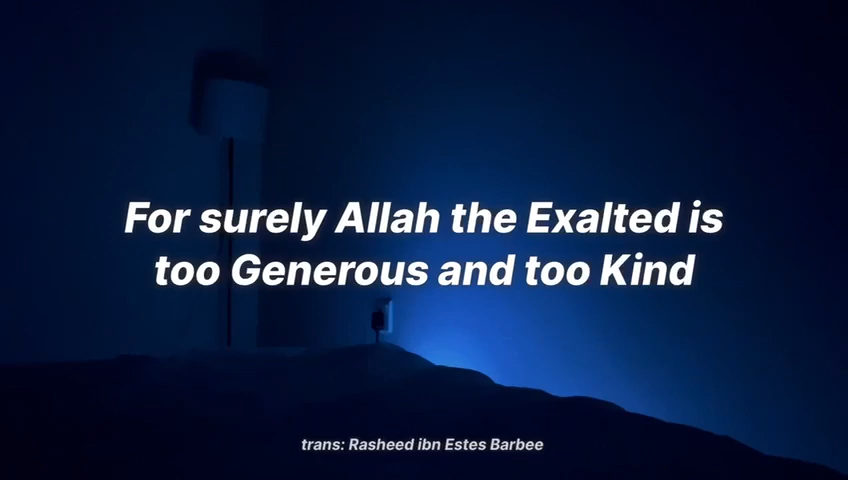 For surely Allah the Exalted is
too Generous and too Kind
trans: Rasheed ibn Estes Barbee